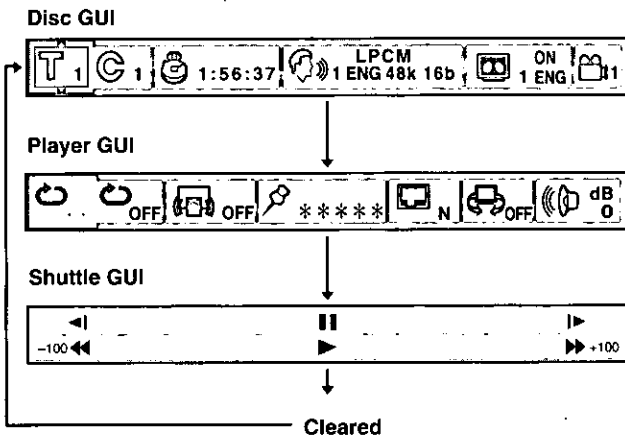 Disc GUI
T 1 C 1 1:56:37 1 ENG LPCM 48k 16b ON 1 ENG 1
Player GUI
OFF OFF ***** N OFF dB 0
Shuttle GUI
–100 +100
Cleared